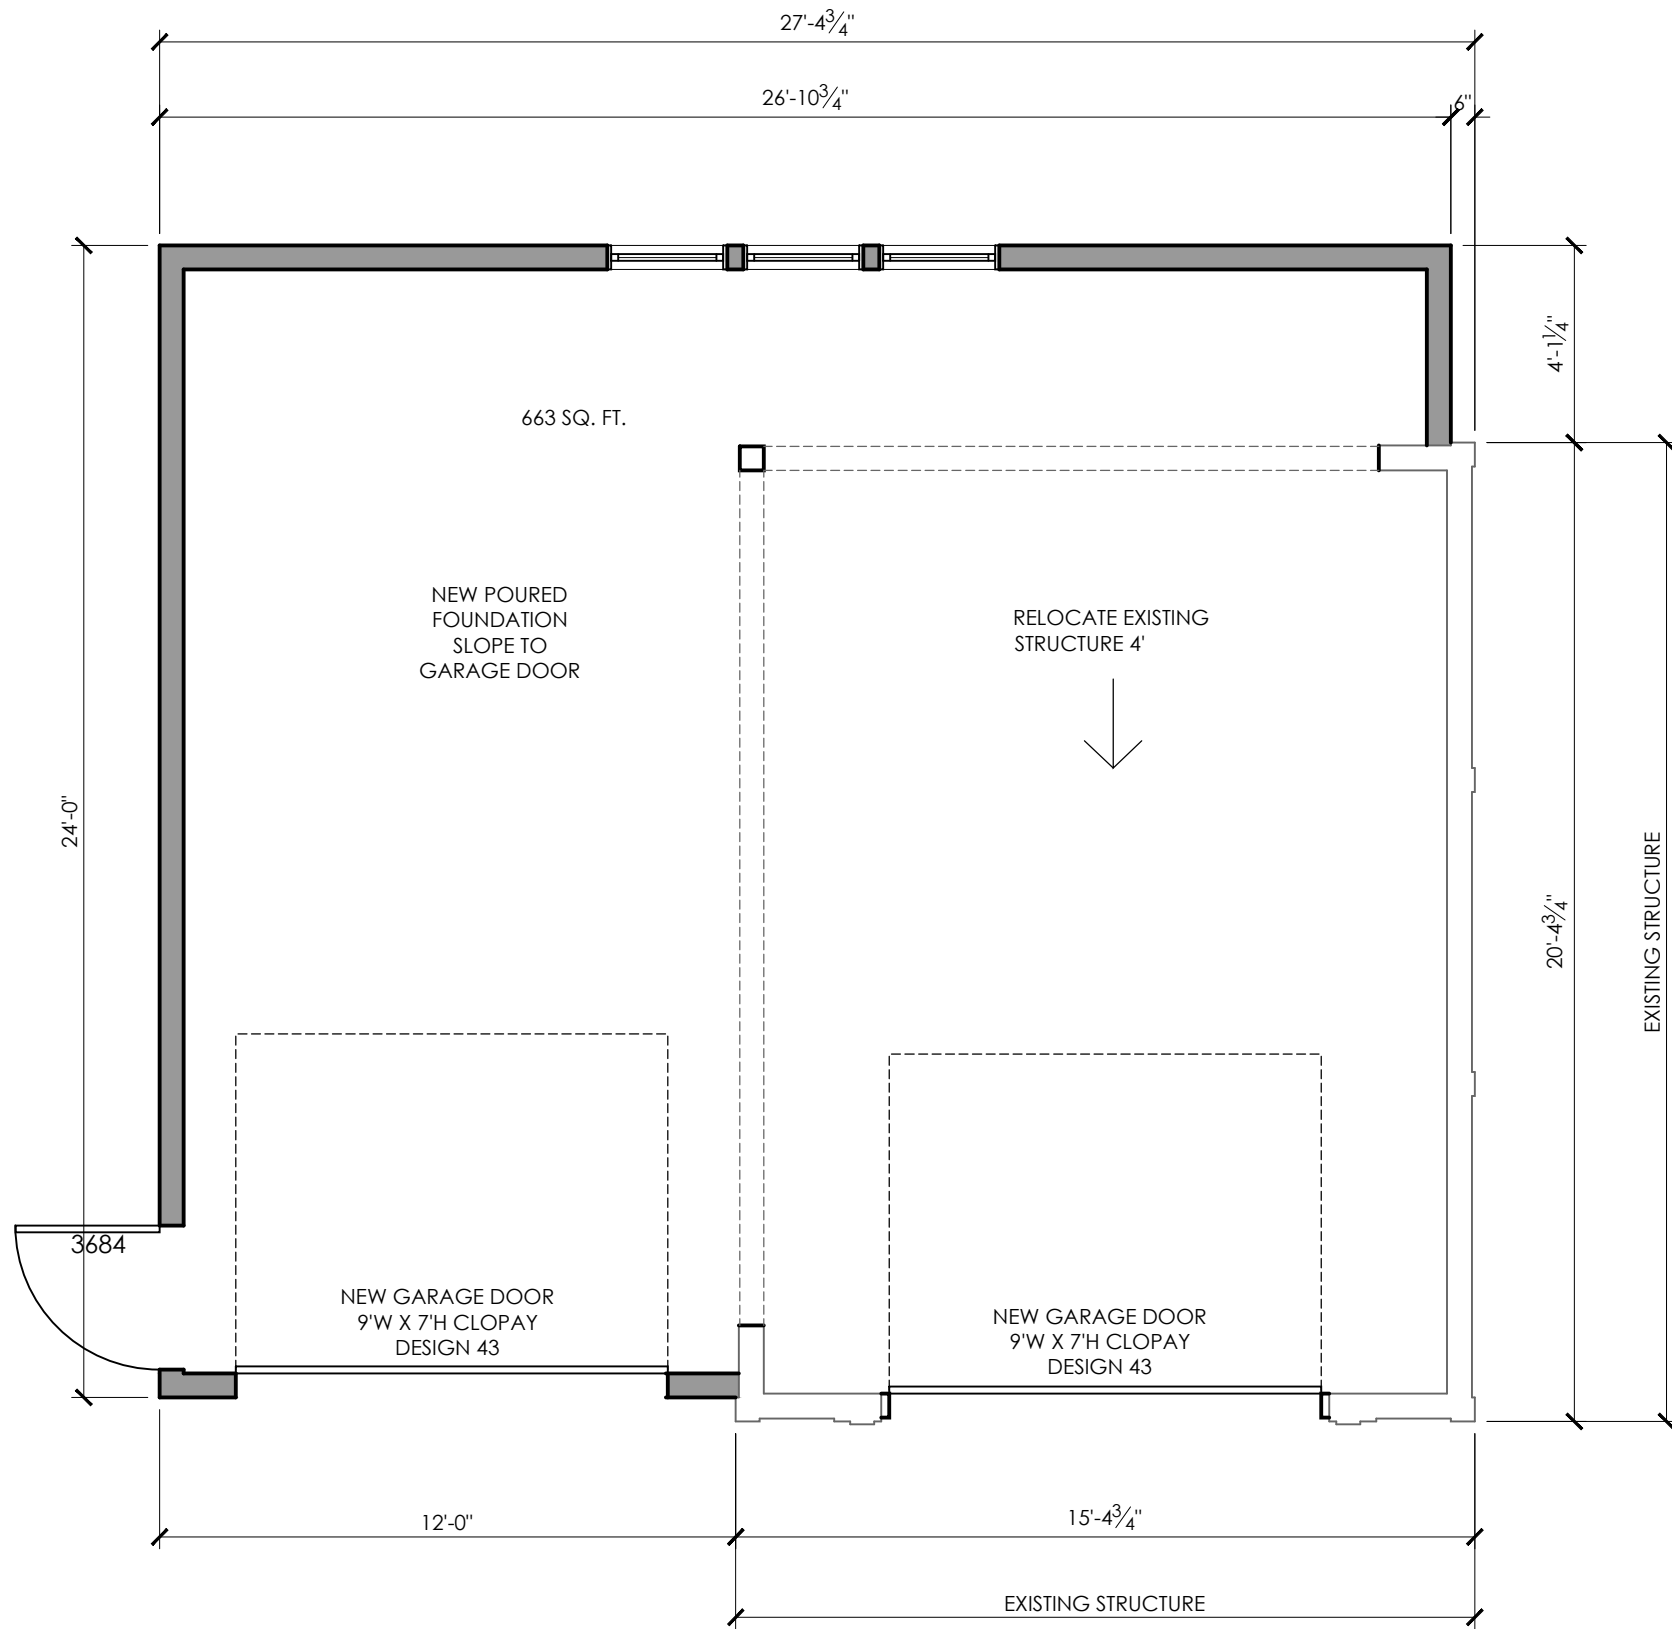 27'-4¾"
26'-10¾"
6"
4'-1¼"
663 SQ. FT.
NEW POURED
FOUNDATION
SLOPE TO
GARAGE DOOR
RELOCATE EXISTING
STRUCTURE 4'
24'-0"
20'-4¾"
EXISTING STRUCTURE
3684
NEW GARAGE DOOR
9'W X 7'H CLOPAY
DESIGN 43
NEW GARAGE DOOR
9'W X 7'H CLOPAY
DESIGN 43
12'-0"
15'-4¾"
EXISTING STRUCTURE